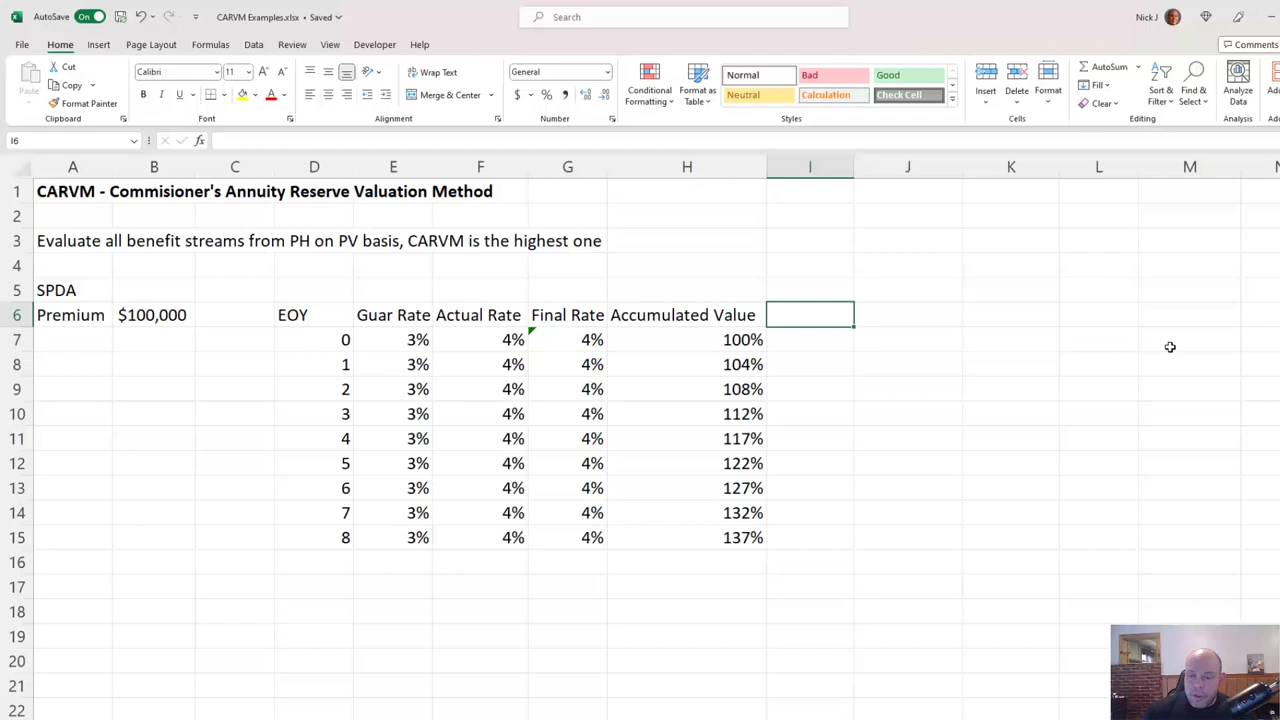 AutoSave On CARVM Examples.xlsx • Saved Search Nick J
File Home Insert Page Layout Formulas Data Review View Developer Help Comments
Paste Cut Copy Format Painter Clipboard
Calibri 11 A A B I U A Font
ab Wrap Text Merge & Center Alignment
General $ % Number
Conditional Formatting Format as Table Normal Bad Good Neutral Calculation Check Cell Styles
Insert Delete Format Cells
AutoSum Fill Clear Sort & Filter Find & Select Editing
Analyze Data Analysis
I6 fx
A B C D E F G H I J K L M N
1 CARVM - Commisioner's Annuity Reserve Valuation Method
2
3 Evaluate all benefit streams from PH on PV basis, CARVM is the highest one
4
5 SPDA
6 Premium $100,000 EOY Guar Rate Actual Rate Final Rate Accumulated Value
7 0 3% 4% 4% 100%
8 1 3% 4% 4% 104%
9 2 3% 4% 4% 108%
10 3 3% 4% 4% 112%
11 4 3% 4% 4% 117%
12 5 3% 4% 4% 122%
13 6 3% 4% 4% 127%
14 7 3% 4% 4% 132%
15 8 3% 4% 4% 137%
16
17
18
19
20
21
22